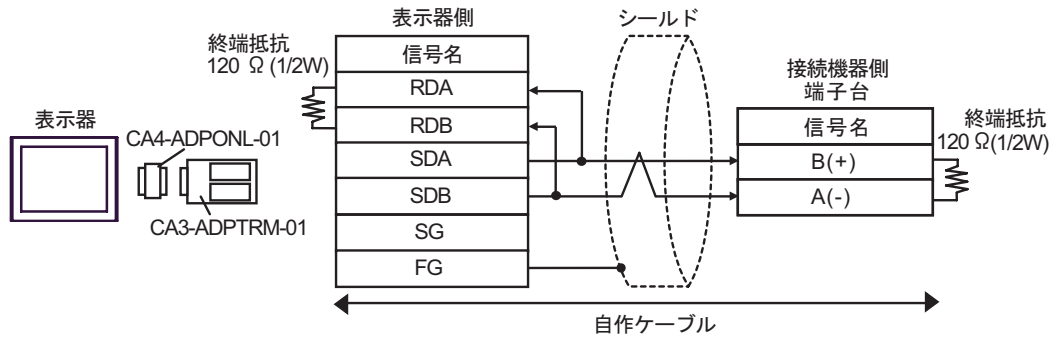 表示器
CA4-ADPONL-01
CA3-ADPTRM-01
終端抵抗
120 Ω (1/2W)
表示器側
信号名
RDA
RDB
SDA
SDB
SG
FG
シールド
接続機器側
端子台
信号名
B(+)
A(-)
終端抵抗
120 Ω(1/2W)
自作ケーブル